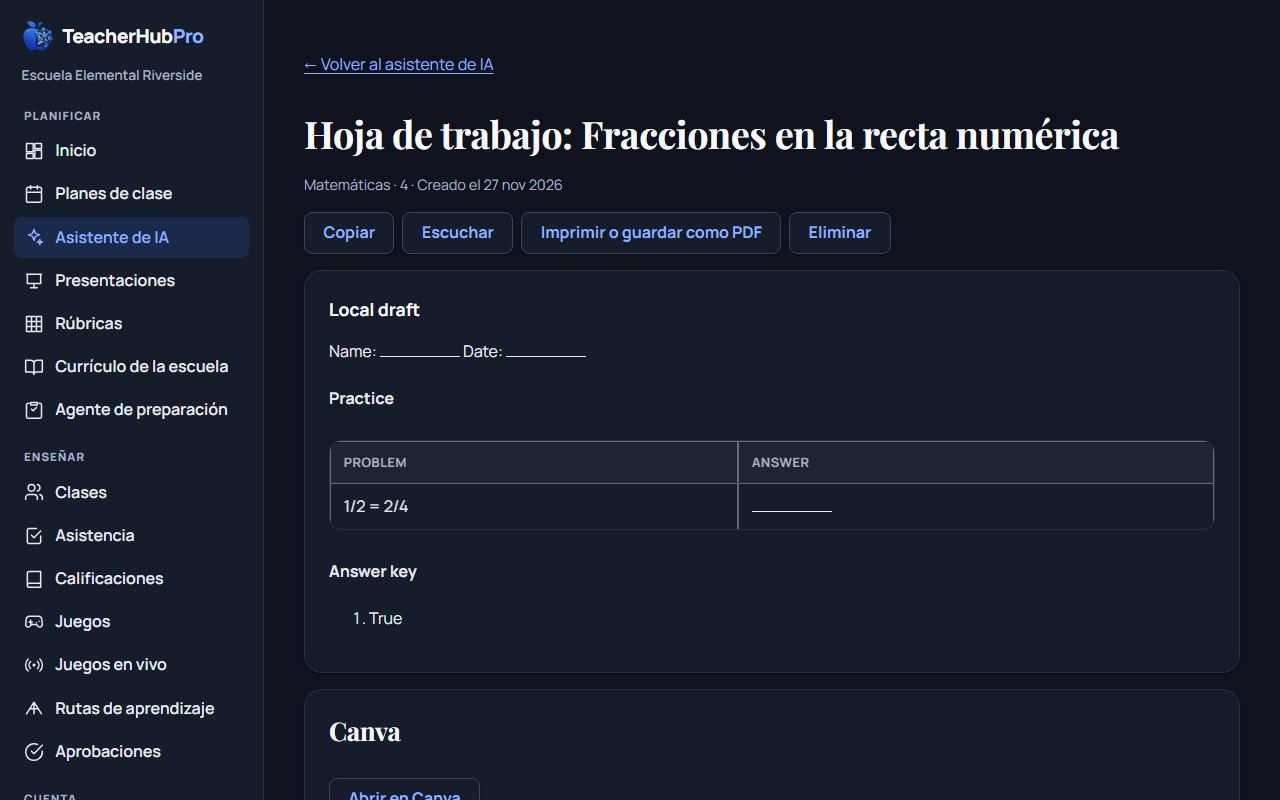 TeacherHubPro
Escuela Elemental Riverside
PLANIFICAR
Inicio
Planes de clase
Asistente de IA
Presentaciones
Rúbricas
Currículo de la escuela
Agente de preparación
ENSEÑAR
Clases
Asistencia
Calificaciones
Juegos
Juegos en vivo
Rutas de aprendizaje
Aprobaciones
CUENTA
← Volver al asistente de IA
Hoja de trabajo: Fracciones en la recta numérica
Matemáticas · 4 · Creado el 27 nov 2026
Copiar Escuchar Imprimir o guardar como PDF Eliminar
Local draft
Name: __________ Date: __________
Practice
PROBLEM ANSWER
1/2 = 2/4 __________
Answer key
1. True
Canva
Abrir en Canva